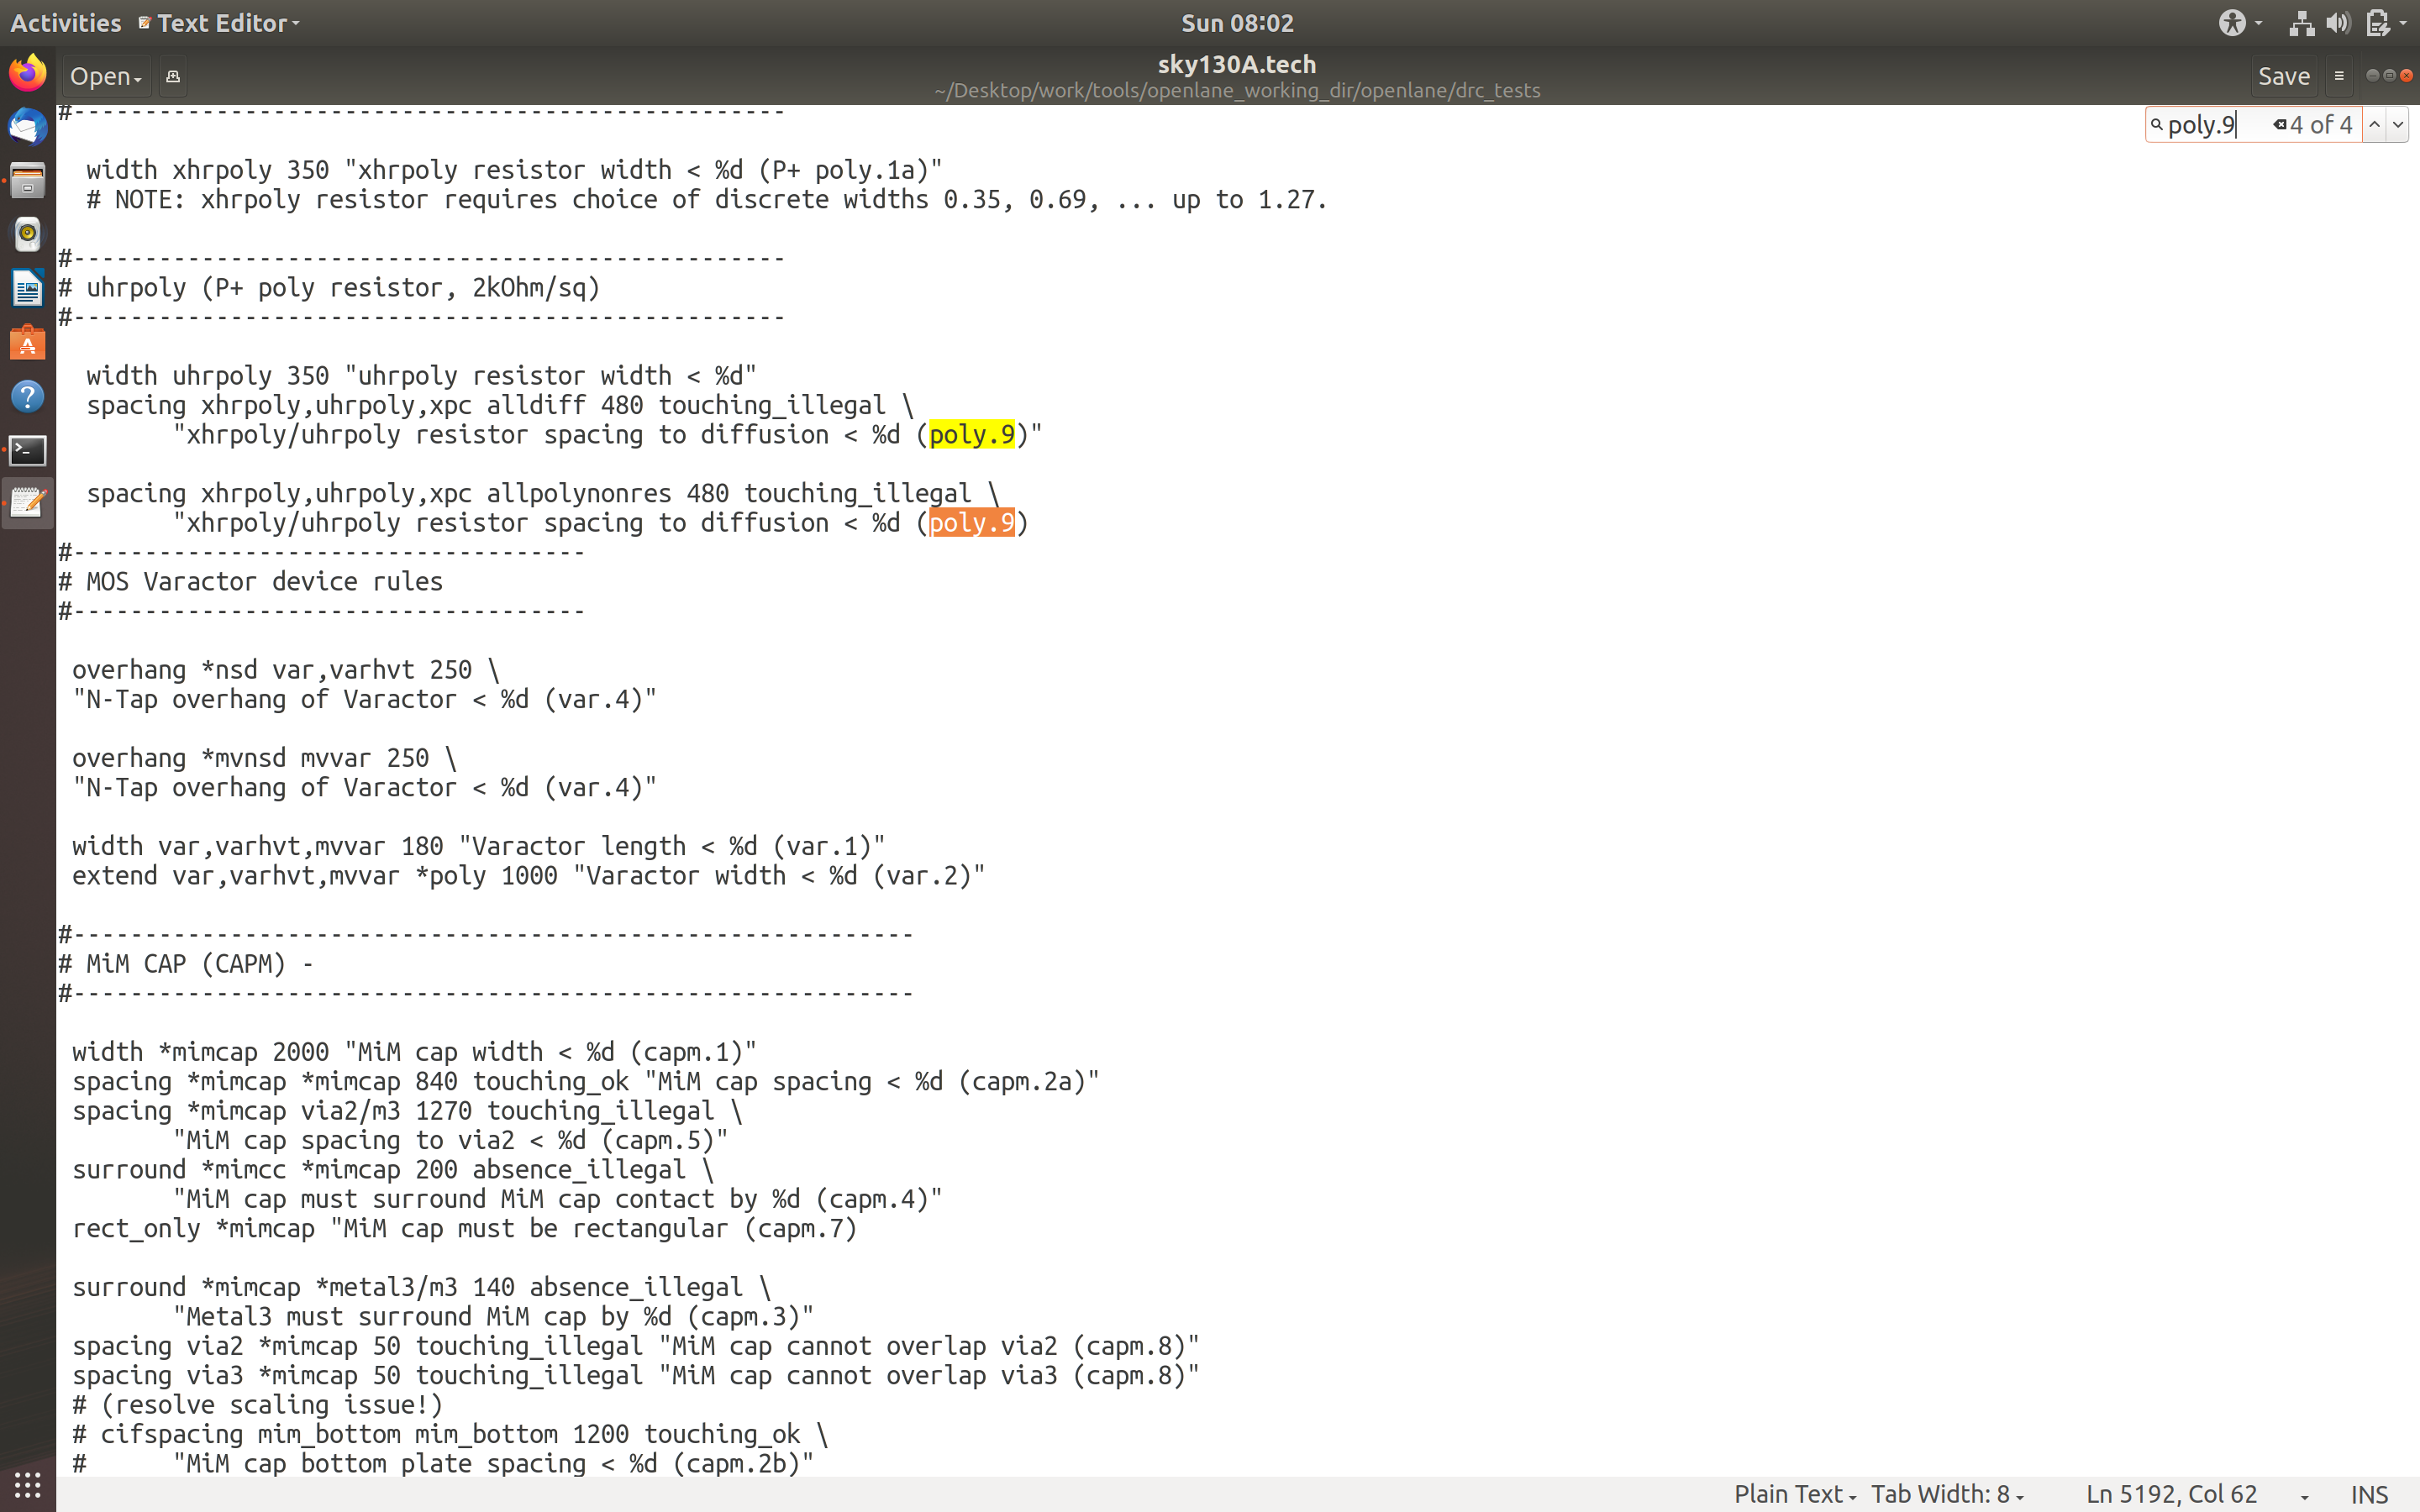 Activities Text Editor Sun 08:02
Open sky130A.tech Save
~/Desktop/work/tools/openlane_working_dir/openlane/drc_tests
poly.9 4 of 4
#--------------------------------------------------
width xhrpoly 350 "xhrpoly resistor width < %d (P+ poly.1a)"
# NOTE: xhrpoly resistor requires choice of discrete widths 0.35, 0.69, ... up to 1.27.
#--------------------------------------------------
# uhrpoly (P+ poly resistor, 2kOhm/sq)
#--------------------------------------------------
width uhrpoly 350 "uhrpoly resistor width < %d"
spacing xhrpoly,uhrpoly,xpc alldiff 480 touching_illegal \
"xhrpoly/uhrpoly resistor spacing to diffusion < %d (poly.9)"
spacing xhrpoly,uhrpoly,xpc allpolynonres 480 touching_illegal \
"xhrpoly/uhrpoly resistor spacing to diffusion < %d (poly.9)
#------------------------------------
# MOS Varactor device rules
#------------------------------------
overhang *nsd var,varhvt 250 \
"N-Tap overhang of Varactor < %d (var.4)"
overhang *mvnsd mvvar 250 \
"N-Tap overhang of Varactor < %d (var.4)"
width var,varhvt,mvvar 180 "Varactor length < %d (var.1)"
extend var,varhvt,mvvar *poly 1000 "Varactor width < %d (var.2)"
#-----------------------------------------------------------
# MiM CAP (CAPM) -
#-----------------------------------------------------------
width *mimcap 2000 "MiM cap width < %d (capm.1)"
spacing *mimcap *mimcap 840 touching_ok "MiM cap spacing < %d (capm.2a)"
spacing *mimcap via2/m3 1270 touching_illegal \
"MiM cap spacing to via2 < %d (capm.5)"
surround *mimcc *mimcap 200 absence_illegal \
"MiM cap must surround MiM cap contact by %d (capm.4)"
rect_only *mimcap "MiM cap must be rectangular (capm.7)
surround *mimcap *metal3/m3 140 absence_illegal \
"Metal3 must surround MiM cap by %d (capm.3)"
spacing via2 *mimcap 50 touching_illegal "MiM cap cannot overlap via2 (capm.8)"
spacing via3 *mimcap 50 touching_illegal "MiM cap cannot overlap via3 (capm.8)"
# (resolve scaling issue!)
# cifspacing mim_bottom mim_bottom 1200 touching_ok \
# "MiM cap bottom plate spacing < %d (capm.2b)"
Plain Text Tab Width: 8 Ln 5192, Col 62 INS